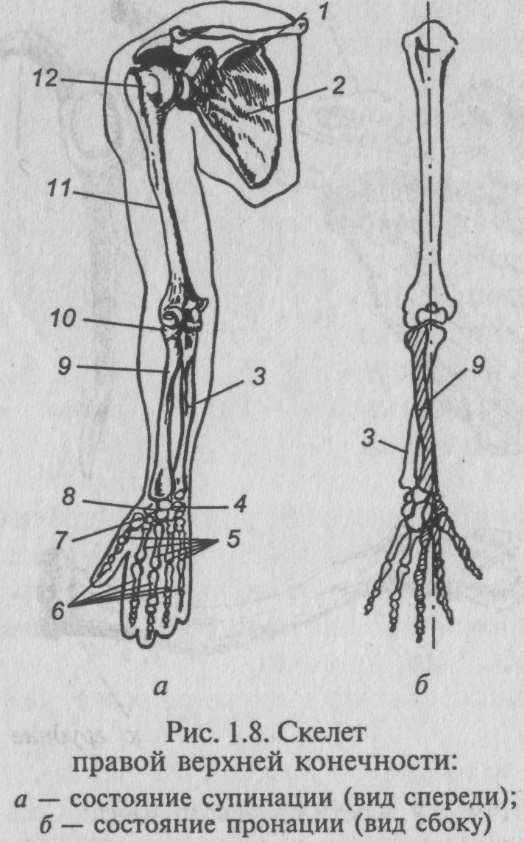 1
12
2
11
10
9
3
9
3
8
4
7
5
6
а
б
Рис. 1.8. Скелет
правой верхней конечности:
а — состояние супинации (вид спереди);
б — состояние пронации (вид сбоку)